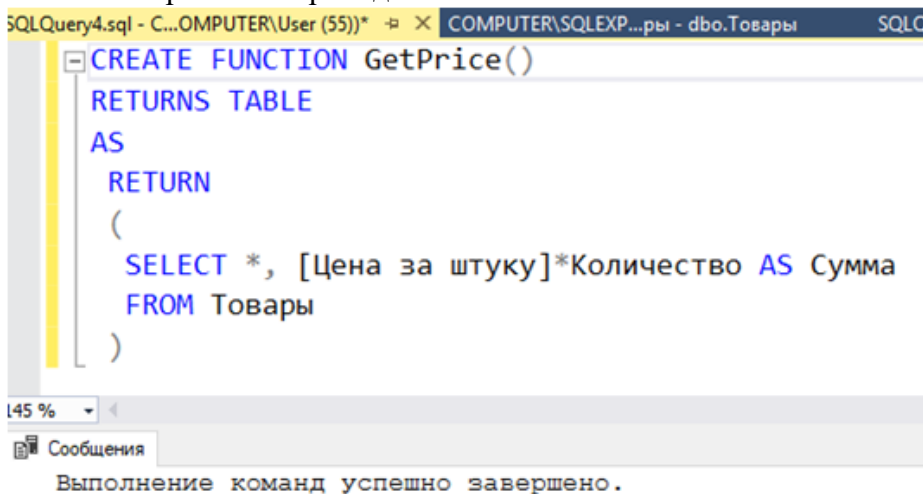 SQLQuery4.sql - C...OMPUTER\User (55))* COMPUTER\SQLEXP...ры - dbo.Товары
CREATE FUNCTION GetPrice()
RETURNS TABLE
AS
RETURN
(
SELECT *, [Цена за штуку]*Количество AS Сумма
FROM Товары
)
145 %
Сообщения
Выполнение команд успешно завершено.